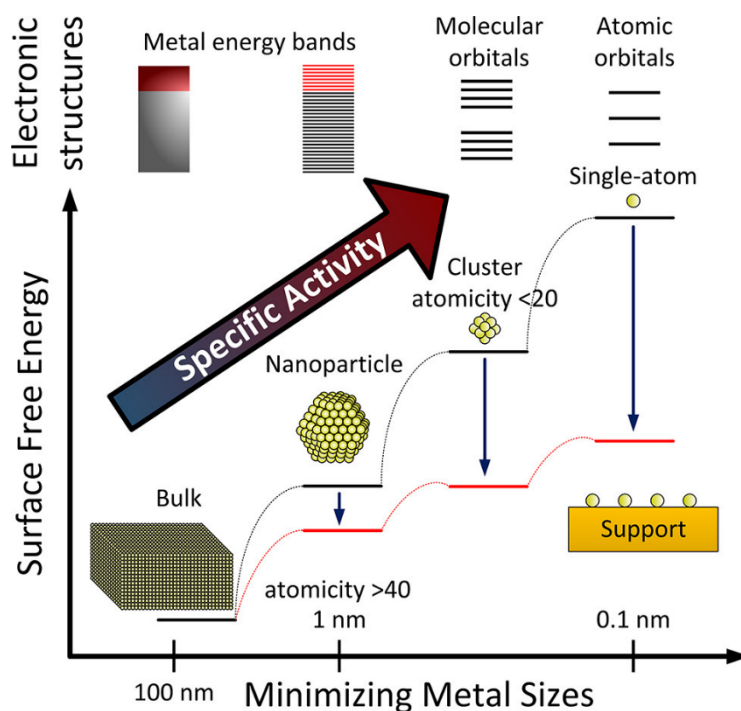 Electronic
structures
Metal energy bands
Molecular
orbitals
Atomic
orbitals
Surface Free Energy
Specific Activity
Single-atom
Cluster
atomicity <20
Nanoparticle
Bulk
Support
atomicity >40
1 nm
0.1 nm
100 nm
Minimizing Metal Sizes